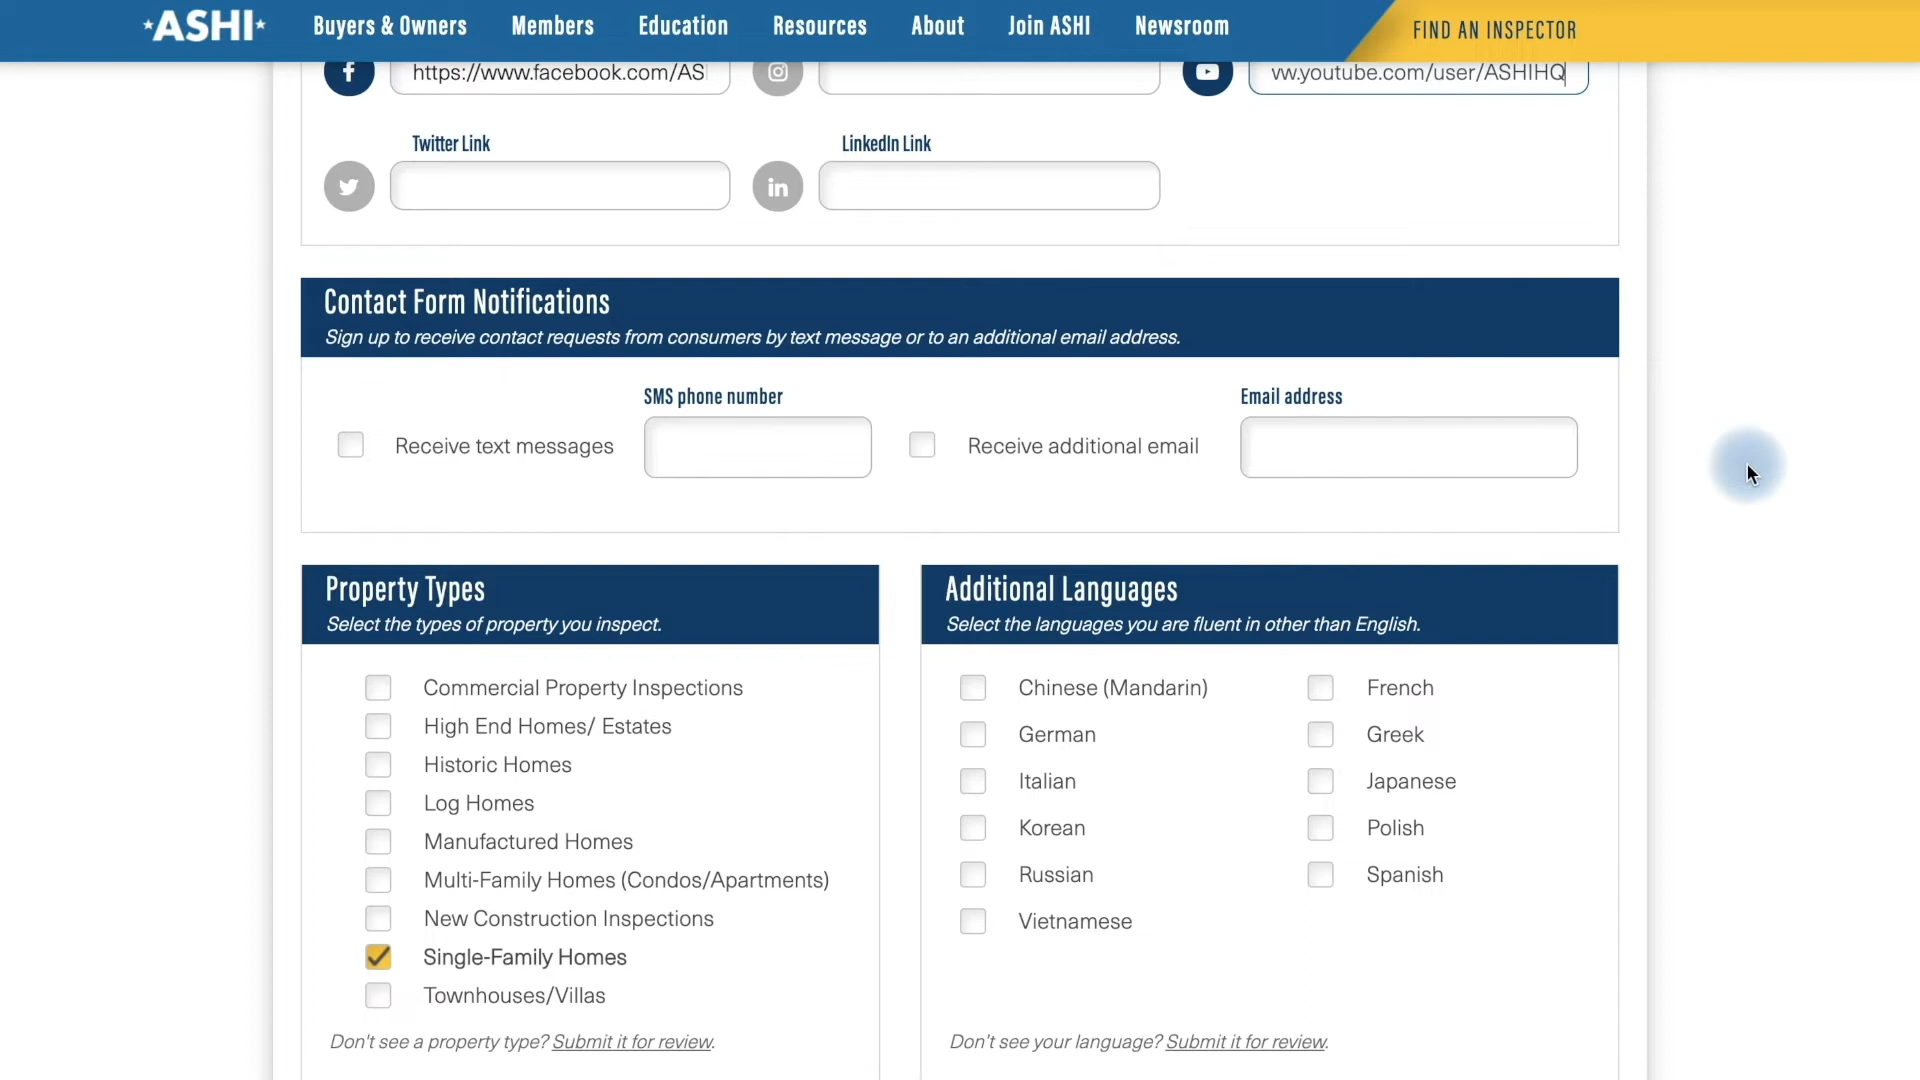 ASHI
Buyers & Owners
Members
Education
Resources
About
Join ASHI
Newsroom
FIND AN INSPECTOR
https://www.facebook.com/AS
vw.youtube.com/user/ASHIHQ
Twitter Link
LinkedIn Link
Contact Form Notifications
Sign up to receive contact requests from consumers by text message or to an additional email address.
SMS phone number
Email address
Receive text messages
Receive additional email
Property Types
Select the types of property you inspect.
Commercial Property Inspections
High End Homes/ Estates
Historic Homes
Log Homes
Manufactured Homes
Multi-Family Homes (Condos/Apartments)
New Construction Inspections
Single-Family Homes
Townhouses/Villas
Don't see a property type? Submit it for review.
Additional Languages
Select the languages you are fluent in other than English.
Chinese (Mandarin)
French
German
Greek
Italian
Japanese
Korean
Polish
Russian
Spanish
Vietnamese
Don't see your language? Submit it for review.